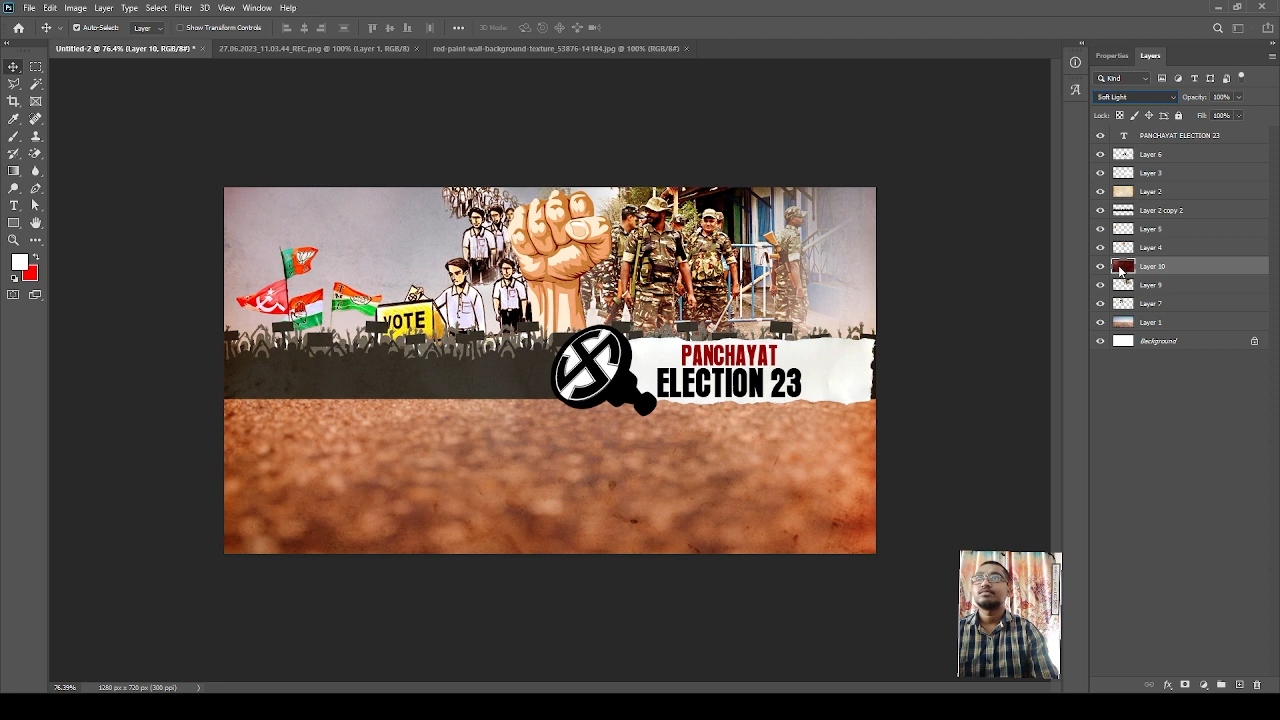 File Edit Image Layer Type Select Filter 3D View Window Help
Auto-Select: Layer Show Transform Controls 3D Mode:
Untitled-2 @ 76.4% (Layer 10, RGB/8#) * × 27.06.2023_11.03.44_REC.png @ 100% (Layer 1, RGB/8) × red-paint-wall-background-texture_53876-14184.jpg @ 100% (RGB/8#) ×
Properties Layers
Kind
Soft Light Opacity: 100%
Lock: Fill: 100%
PANCHAYAT ELECTION 23
Layer 6
Layer 3
Layer 2
Layer 2 copy 2
Layer 5
Layer 4
Layer 10
Layer 9
Layer 7
Layer 1
Background
VOTE
PANCHAYAT
ELECTION 23
76.39% 1280 px x 720 px (300 ppi)